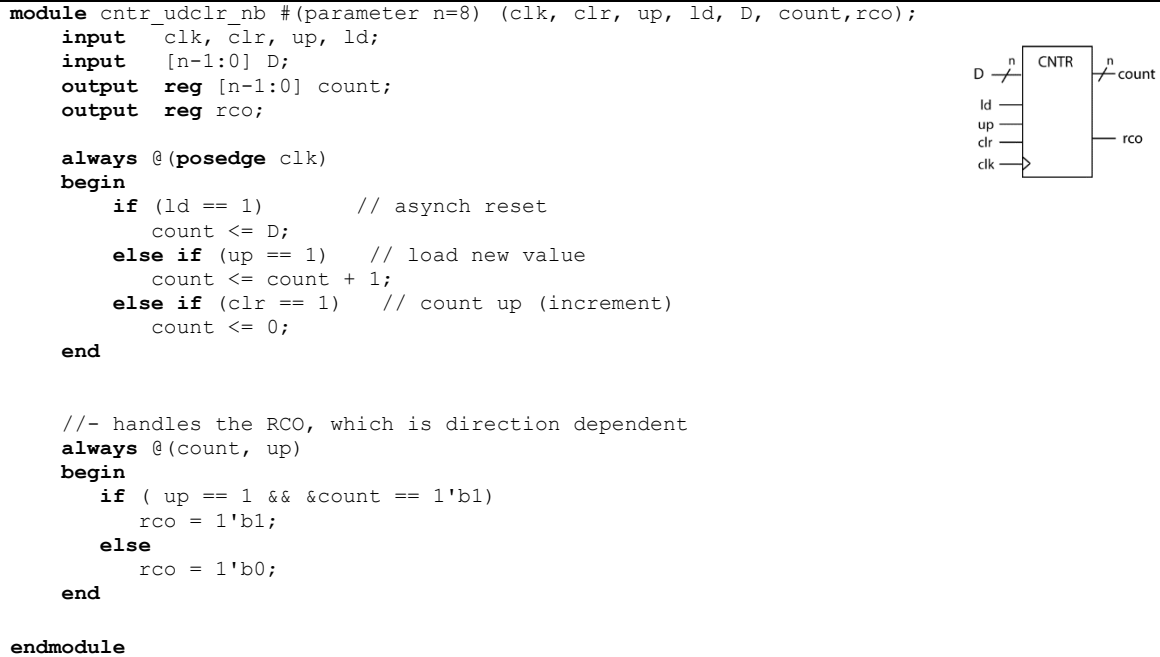 module cntr_udclr_nb #(parameter n=8) (clk, clr, up, ld, D, count,rco);
    input   clk, clr, up, ld;
    input   [n-1:0] D;
    output  reg [n-1:0] count;
    output  reg rco;

    always @(posedge clk)
    begin
        if (ld == 1)        // asynch reset
           count <= D;
        else if (up == 1)   // load new value
           count <= count + 1;
        else if (clr == 1)   // count up (increment)
           count <= 0;
    end

    //- handles the RCO, which is direction dependent
    always @(count, up)
    begin
       if ( up == 1 && &count == 1'b1)
          rco = 1'b1;
       else
          rco = 1'b0;
    end

endmodule
CNTR
D n
n count
ld
up
clr
clk
rco